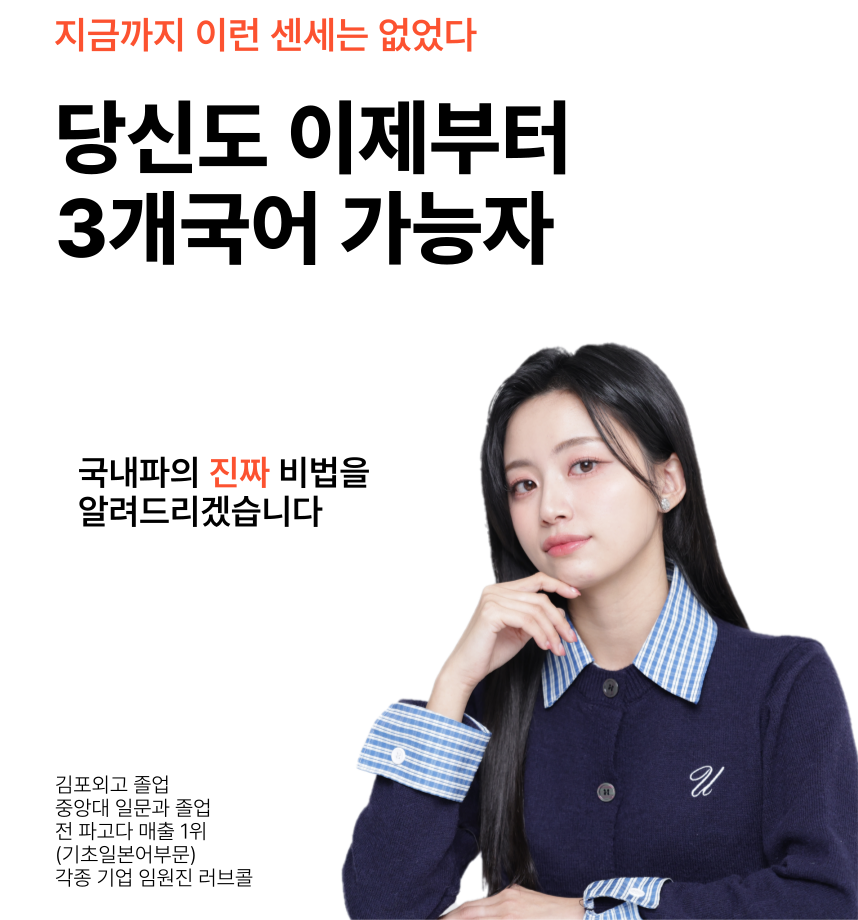 지금까지 이런 센세는 없었다
당신도 이제부터
3개국어 가능자
국내파의 진짜 비법을
알려드리겠습니다
김포외고 졸업
중앙대 일문과 졸업
전 파고다 매출 1위
(기초일본어부문)
각종 기업 임원진 러브콜
U